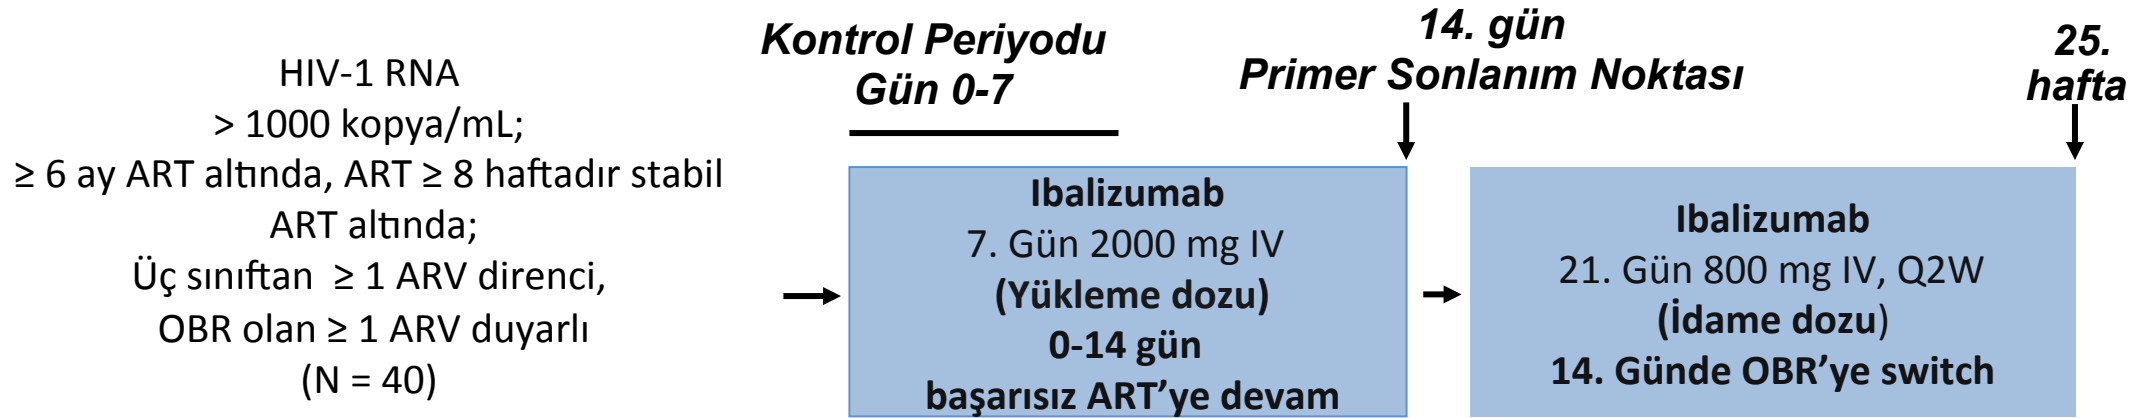 HIV-1 RNA
> 1000 kopya/mL;
≥ 6 ay ART altında, ART ≥ 8 haftadır stabil
ART altında;
Üç sınıftan ≥ 1 ARV direnci,
OBR olan ≥ 1 ARV duyarlı
(N = 40)
Kontrol Periyodu
Gün 0-7
14. gün
Primer Sonlanım Noktası
25.
hafta
Ibalizumab
7. Gün 2000 mg IV
(Yükleme dozu)
0-14 gün
başarısız ART’ye devam
Ibalizumab
21. Gün 800 mg IV, Q2W
(İdame dozu)
14. Günde OBR’ye switch